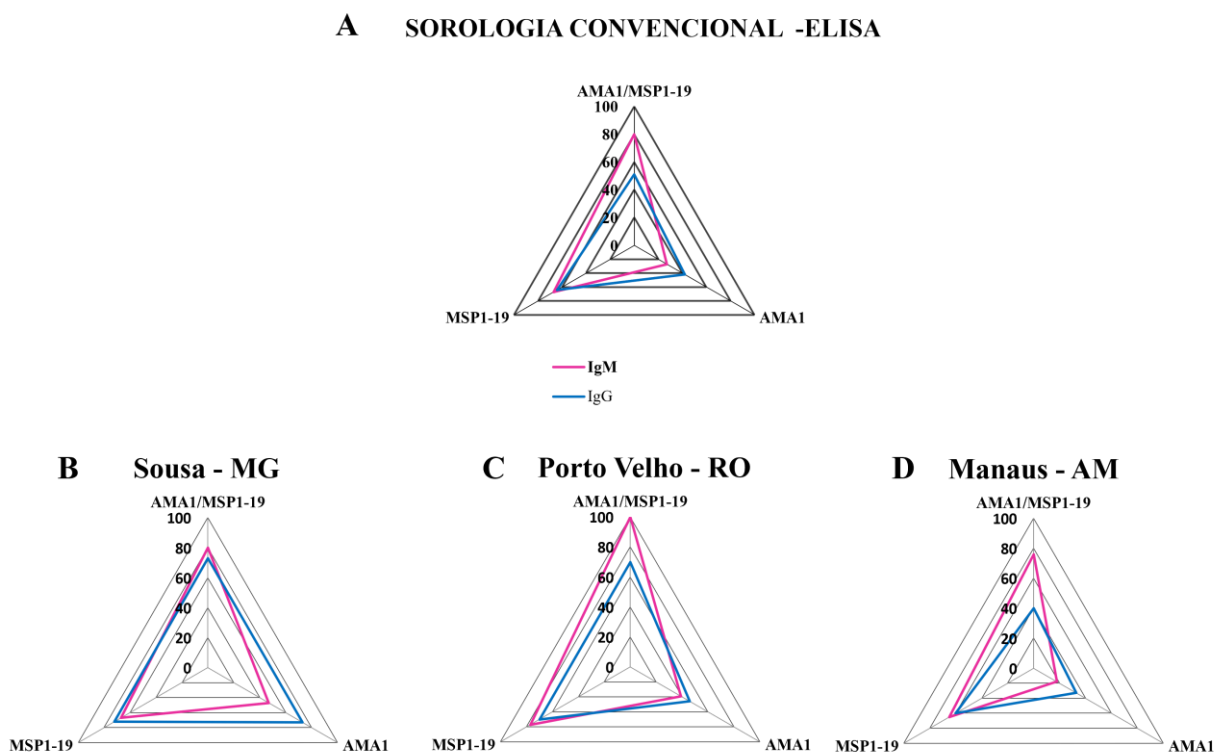 A SOROLOGIA CONVENCIONAL -ELISA
AMA1/MSP1-19
100
80
60
40
20
0
MSP1-19
AMA1
IgM
IgG
B Sousa - MG
AMA1/MSP1-19
100
80
60
40
20
0
MSP1-19
AMA1
C Porto Velho - RO
AMA1/MSP1-19
100
80
60
40
20
0
MSP1-19
AMA1
D Manaus - AM
AMA1/MSP1-19
100
80
60
40
20
0
MSP1-19
AMA1